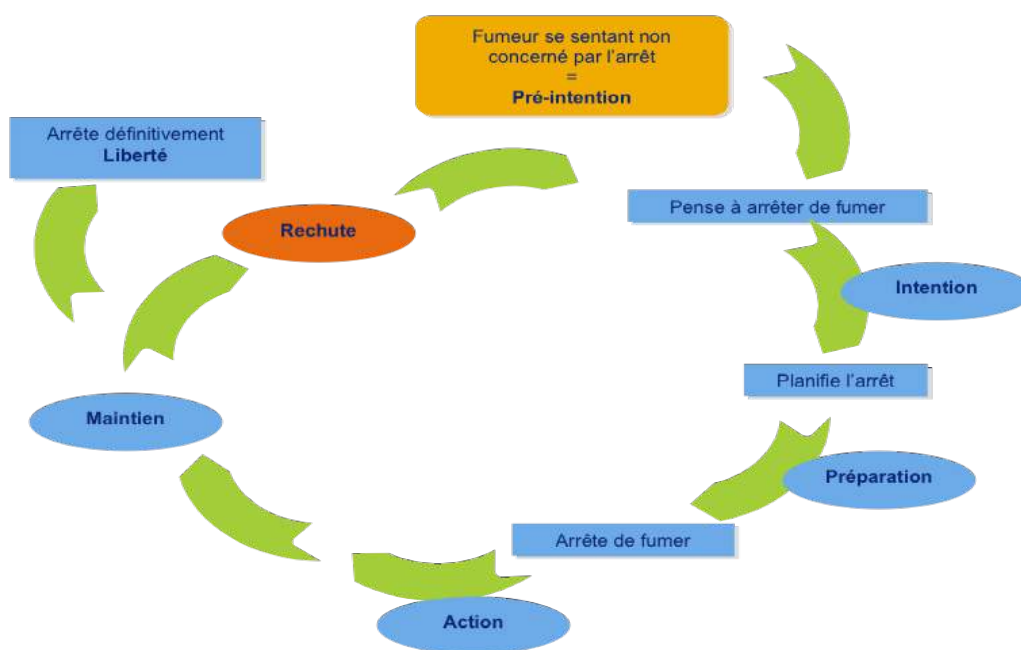 Fumeur se sentant non
concerné par l'arrêt
=
Pré-intention
Arrête définitivement
Liberté
Rechute
Pense à arrêter de fumer
Intention
Planifie l'arrêt
Maintien
Préparation
Arrête de fumer
Action